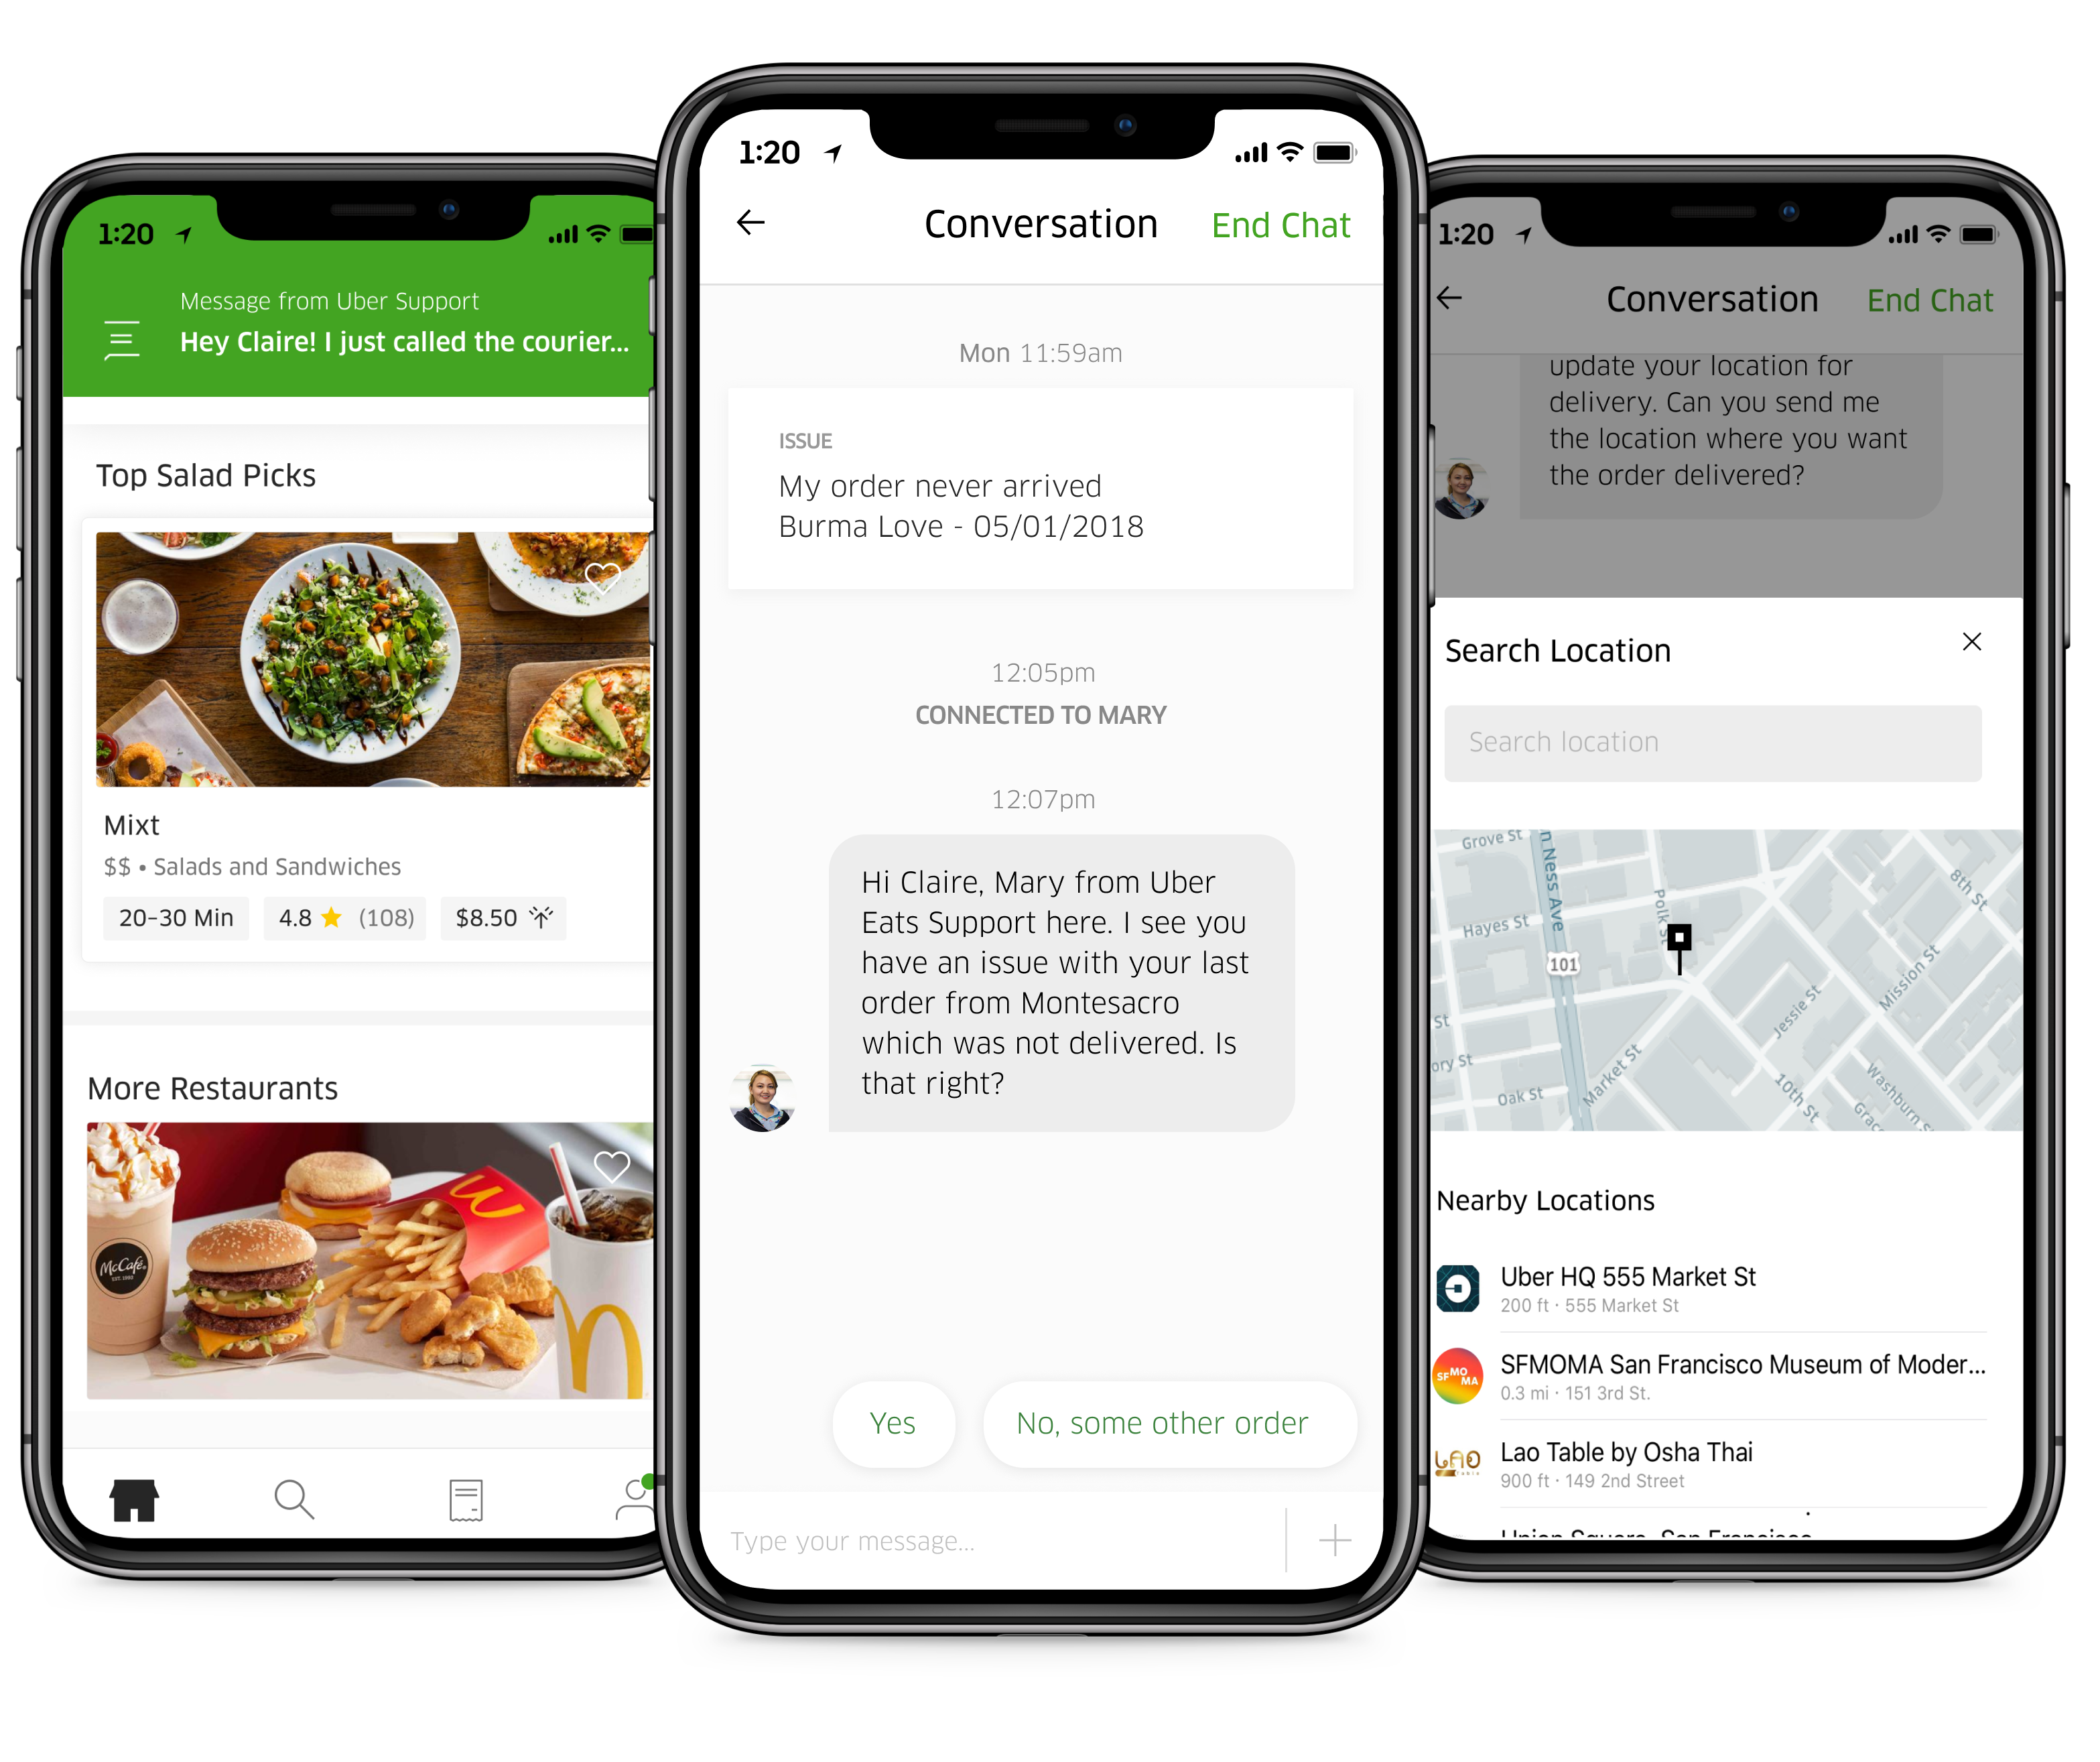 1:20
Message from Uber Support
Hey Claire! I just called the courier...
Top Salad Picks
Mixt
$$ • Salads and Sandwiches
20-30 Min
4.8 (108)
$8.50
More Restaurants
McCafé
EST. 1993
1:20
Conversation
End Chat
Mon 11:59am
ISSUE
My order never arrived
Burma Love - 05/01/2018
12:05pm
CONNECTED TO MARY
12:07pm
Hi Claire, Mary from Uber
Eats Support here. I see you
have an issue with your last
order from Montesacro
which was not delivered. Is
that right?
Yes
No, some other order
Type your message...
1:20
Conversation
End Chat
update your location for
delivery. Can you send me
the location where you want
the order delivered?
Search Location
Search location
Grove St
n Ness Ave
Polk St
8th St
Hayes St
101
Mission St
St
Jessie St
ory St
Market St
Oak St
10th St
Washburn S
Grac
Nearby Locations
Uber HQ 555 Market St
200 ft · 555 Market St
SFMOMA
SFMOMA San Francisco Museum of Moder...
0.3 mi · 151 3rd St.
LAO
Table
Lao Table by Osha Thai
900 ft · 149 2nd Street
Union Square, San Francisco